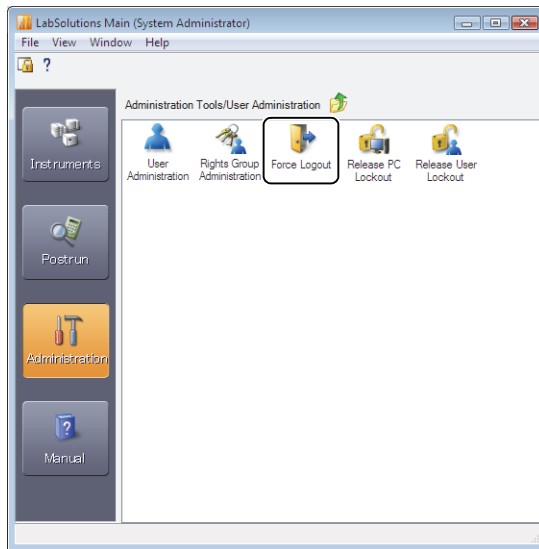 LabSolutions Main (System Administrator)
File View Window Help
?
Administration Tools/User Administration
Instruments
Postrun
Administration
Manual
User
Administration
Rights Group
Administration
Force Logout
Release PC
Lockout
Release User
Lockout